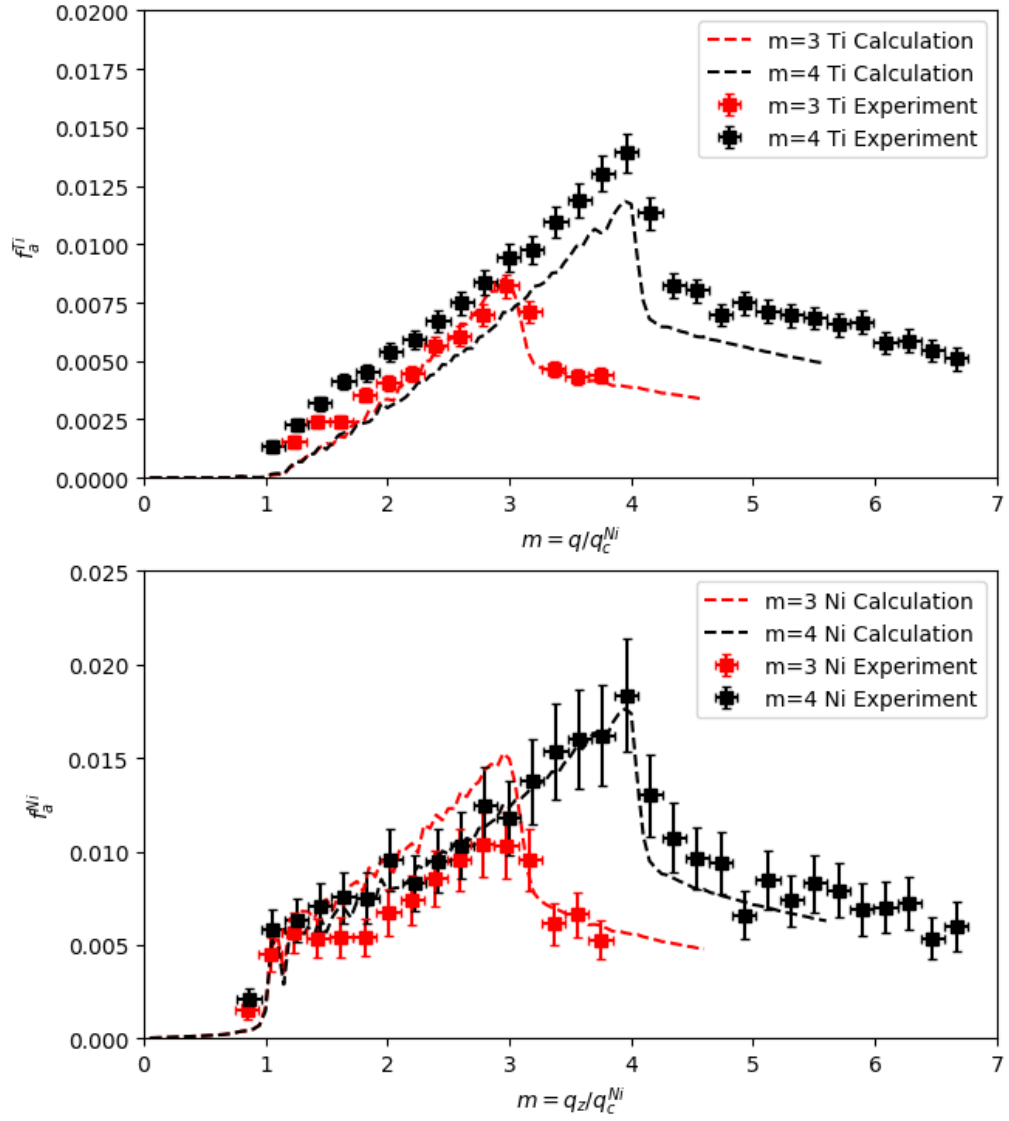 0.0200
0.0175
0.0150
0.0125
0.0100
0.0075
0.0050
0.0025
0.0000
f_a^{Ti}
m=3 Ti Calculation
m=4 Ti Calculation
m=3 Ti Experiment
m=4 Ti Experiment
0 1 2 3 4 5 6 7
m = q/q_c^{Ni}
0.025
0.020
0.015
0.010
0.005
0.000
f_a^{Ni}
m=3 Ni Calculation
m=4 Ni Calculation
m=3 Ni Experiment
m=4 Ni Experiment
0 1 2 3 4 5 6 7
m = q_z/q_c^{Ni}